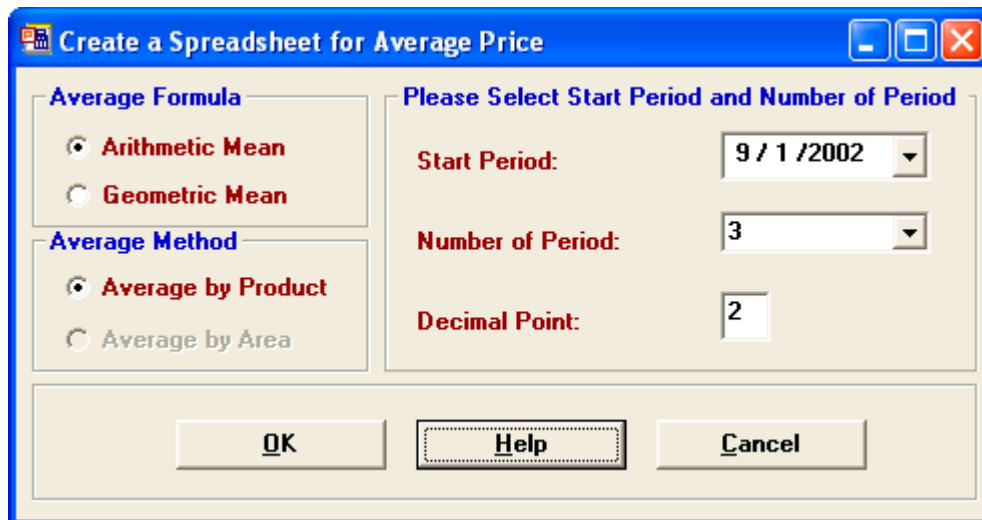 Create a Spreadsheet for Average Price
Average Formula
Arithmetic Mean
Geometric Mean
Average Method
Average by Product
Average by Area
Please Select Start Period and Number of Period
Start Period: 9 / 1 /2002
Number of Period: 3
Decimal Point: 2
OK Help Cancel